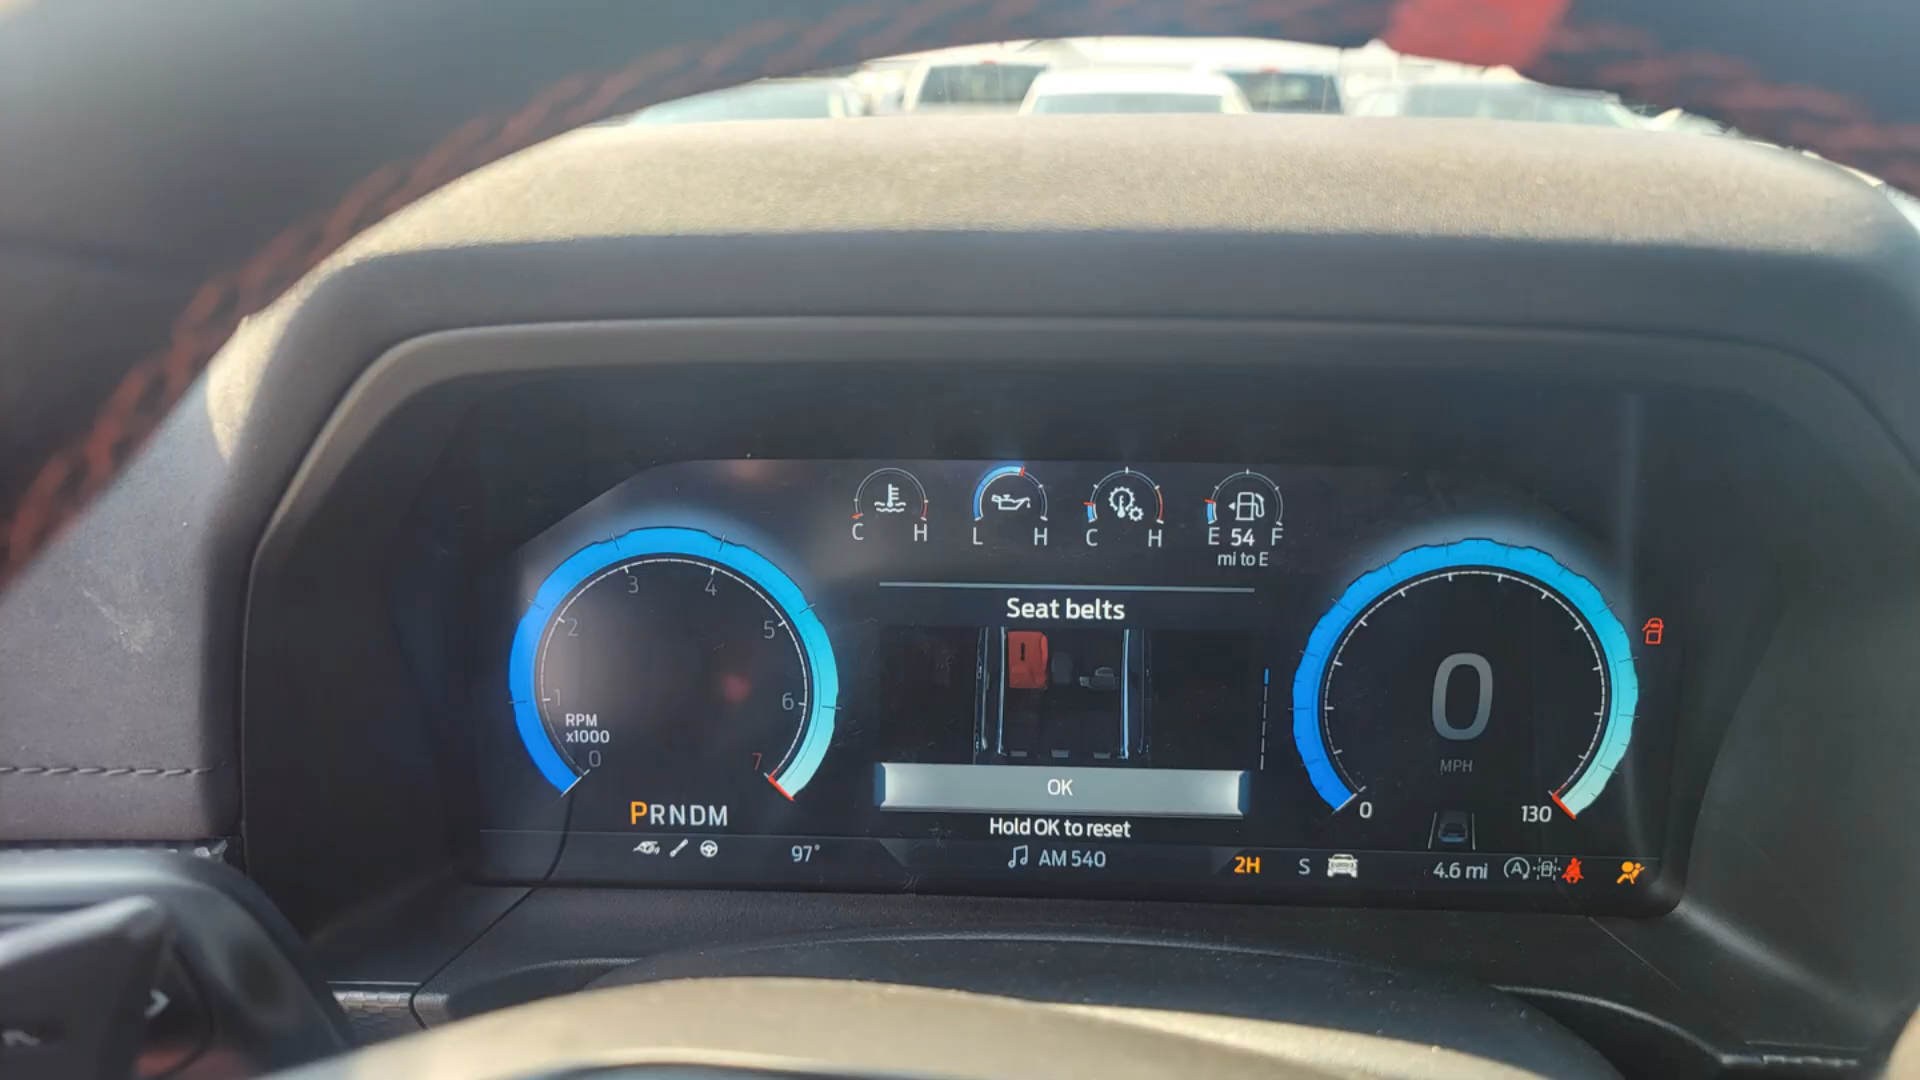 C H
L H
C H
E 54 F
mi to E
Seat belts
0
1
2
3
4
5
6
7
RPM
x1000
PRNDM
OK
Hold OK to reset
0
MPH
0
130
97°
AM 540
2H
S
4.6 mi
A